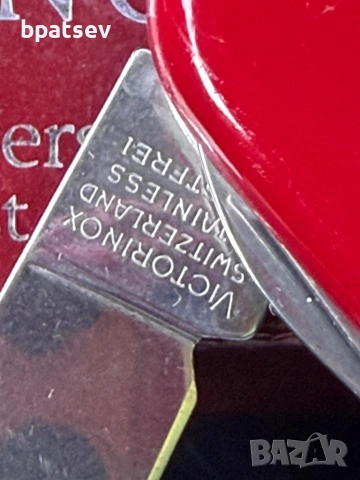 bpatsev
VICTORINOX
SWITZERLAND
STAINLESS
ROSTFREI
BAZAR